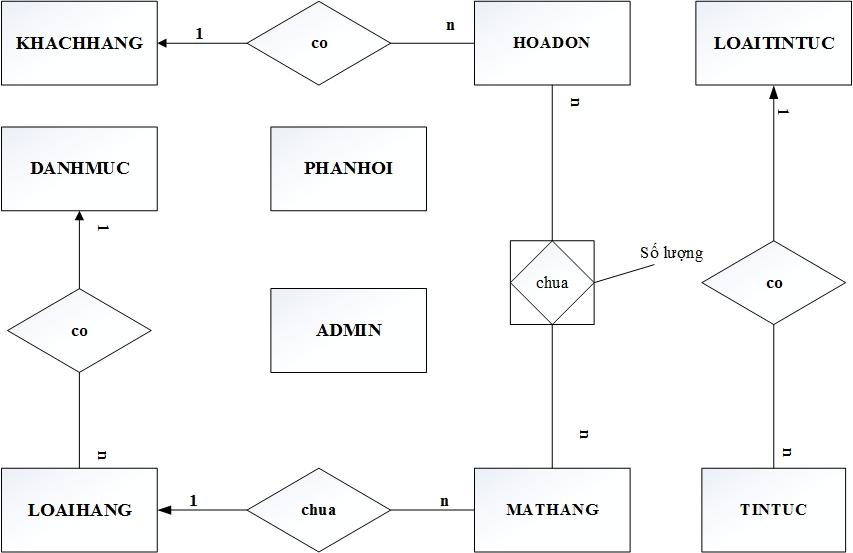 KHACHHANG
1
co
n
HOADON
LOAITINTUC
n
1
DANHMUC
PHANHOI
1
Số lượng
chua
co
co
ADMIN
n
n
n
LOAIHANG
1
chua
n
MATHANG
TINTUC